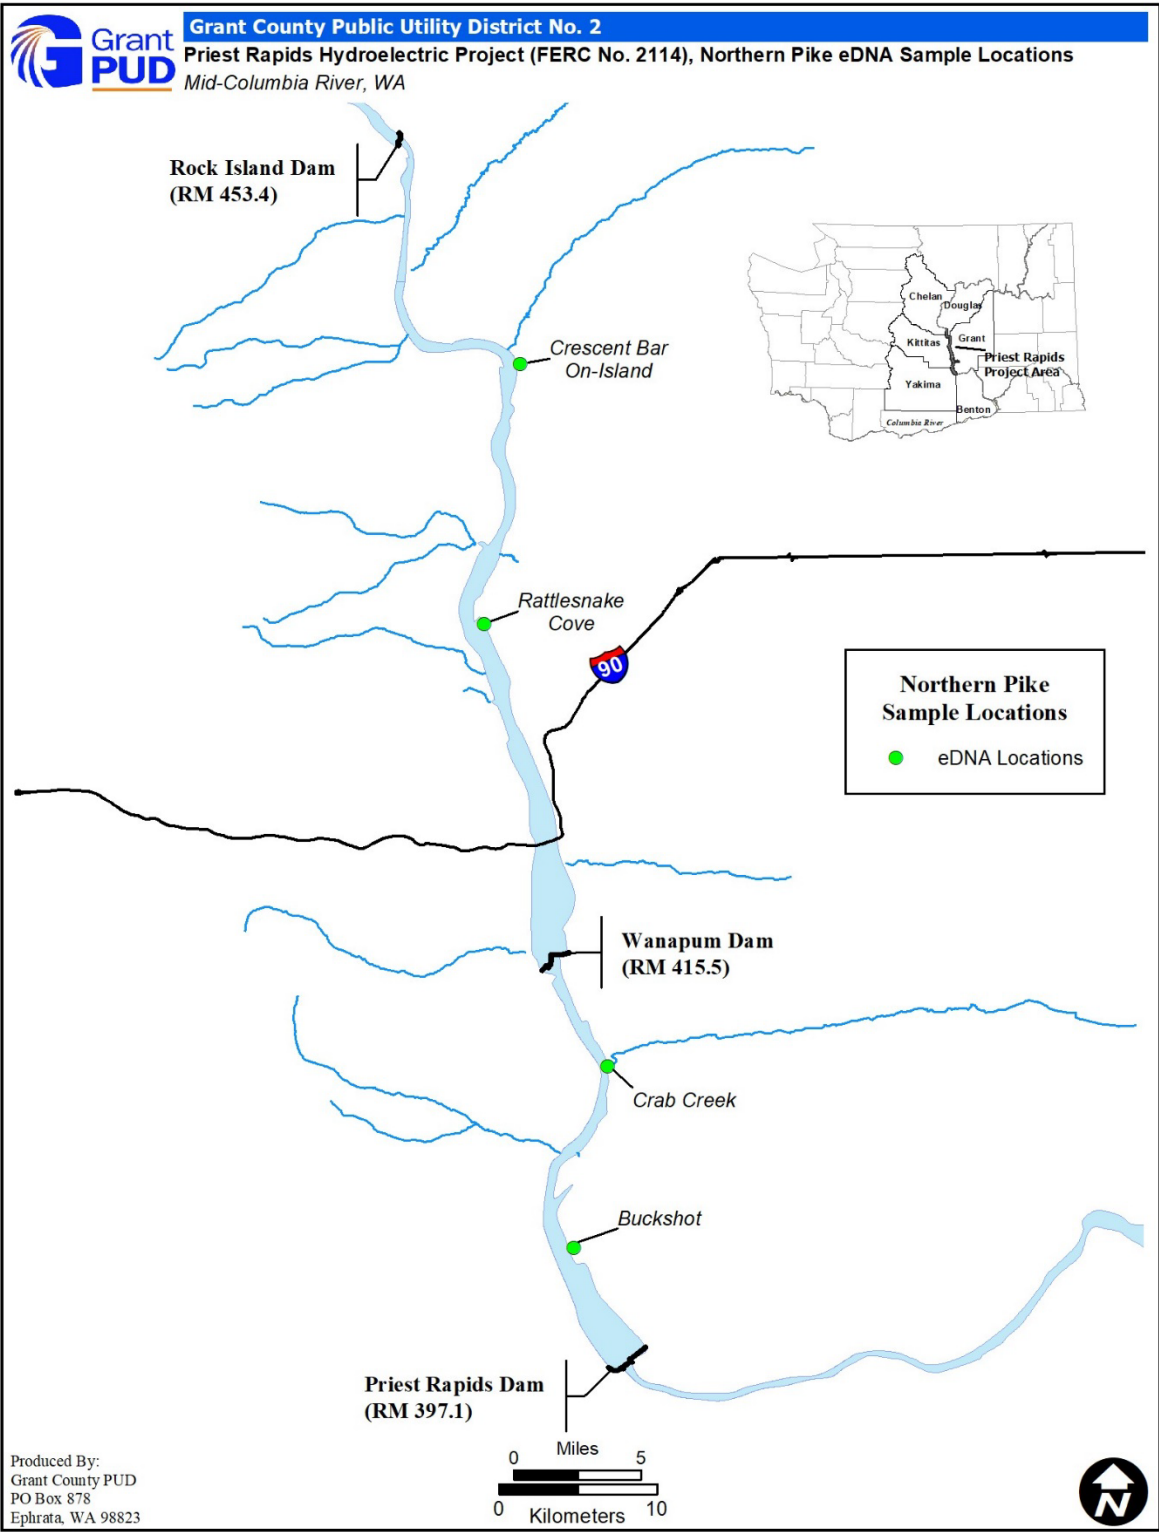 Grant
PUD
Grant County Public Utility District No. 2
Priest Rapids Hydroelectric Project (FERC No. 2114), Northern Pike eDNA Sample Locations
Mid-Columbia River, WA
Rock Island Dam
(RM 453.4)
Crescent Bar
On-Island
Chelan
Douglas
Kittitas
Grant
Priest Rapids
Project Area
Yakima
Benton
Columbia River
Rattlesnake
Cove
90
Northern Pike
Sample Locations
eDNA Locations
Wanapum Dam
(RM 415.5)
Crab Creek
Buckshot
Priest Rapids Dam
(RM 397.1)
Miles
0 5
0 10
Kilometers
Produced By:
Grant County PUD
PO Box 878
Ephrata, WA 98823
N